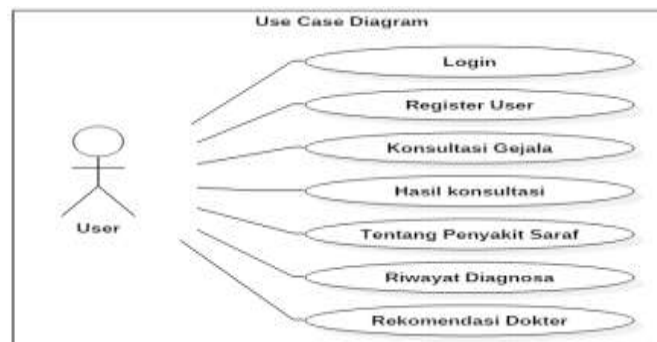 Use Case Diagram
Login
Register User
Konsultasi Gejala
Hasil konsultasi
User
Tentang Penyakit Saraf
Riwayat Diagnosa
Rekomendasi Dokter